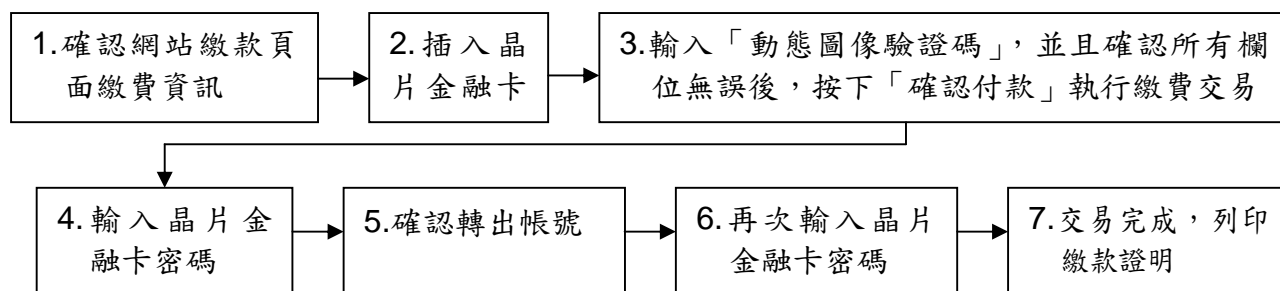 1.確認網站繳款頁
面繳費資訊
2.插入晶
片金融卡
3.輸入「動態圖像驗證碼」，並且確認所有欄
位無誤後，按下「確認付款」執行繳費交易
4.輸入晶片金
融卡密碼
5.確認轉出帳號
6.再次輸入晶片
金融卡密碼
7.交易完成，列印
繳款證明